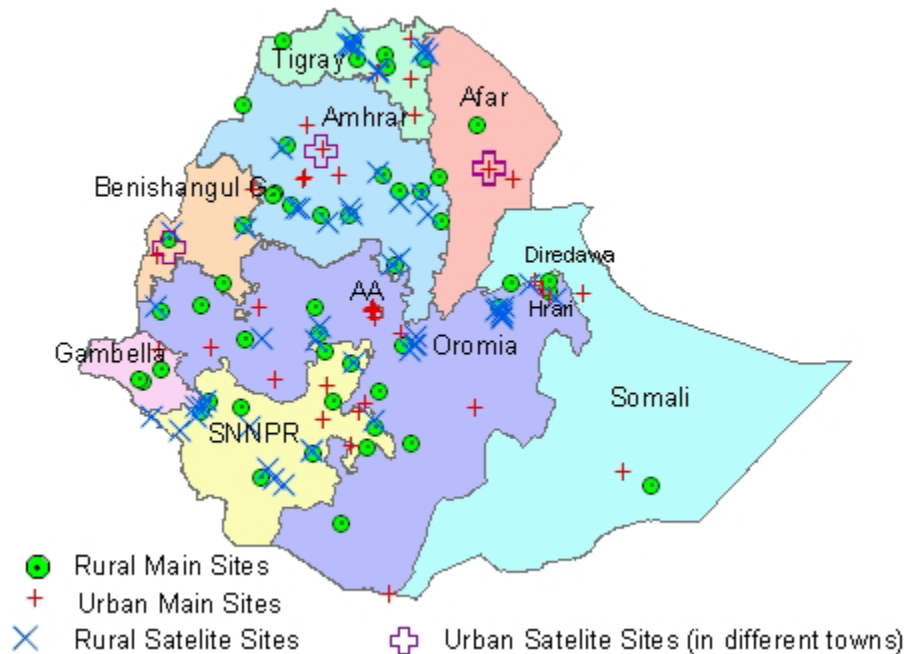 Tigray
Afar
Amhrar
Benishangul G.
Diredawa
AA
Hrari
Gambella
Oromia
Somali
SNNPR
Rural Main Sites
Urban Main Sites
Rural Satelite Sites
Urban Satelite Sites (in different towns)